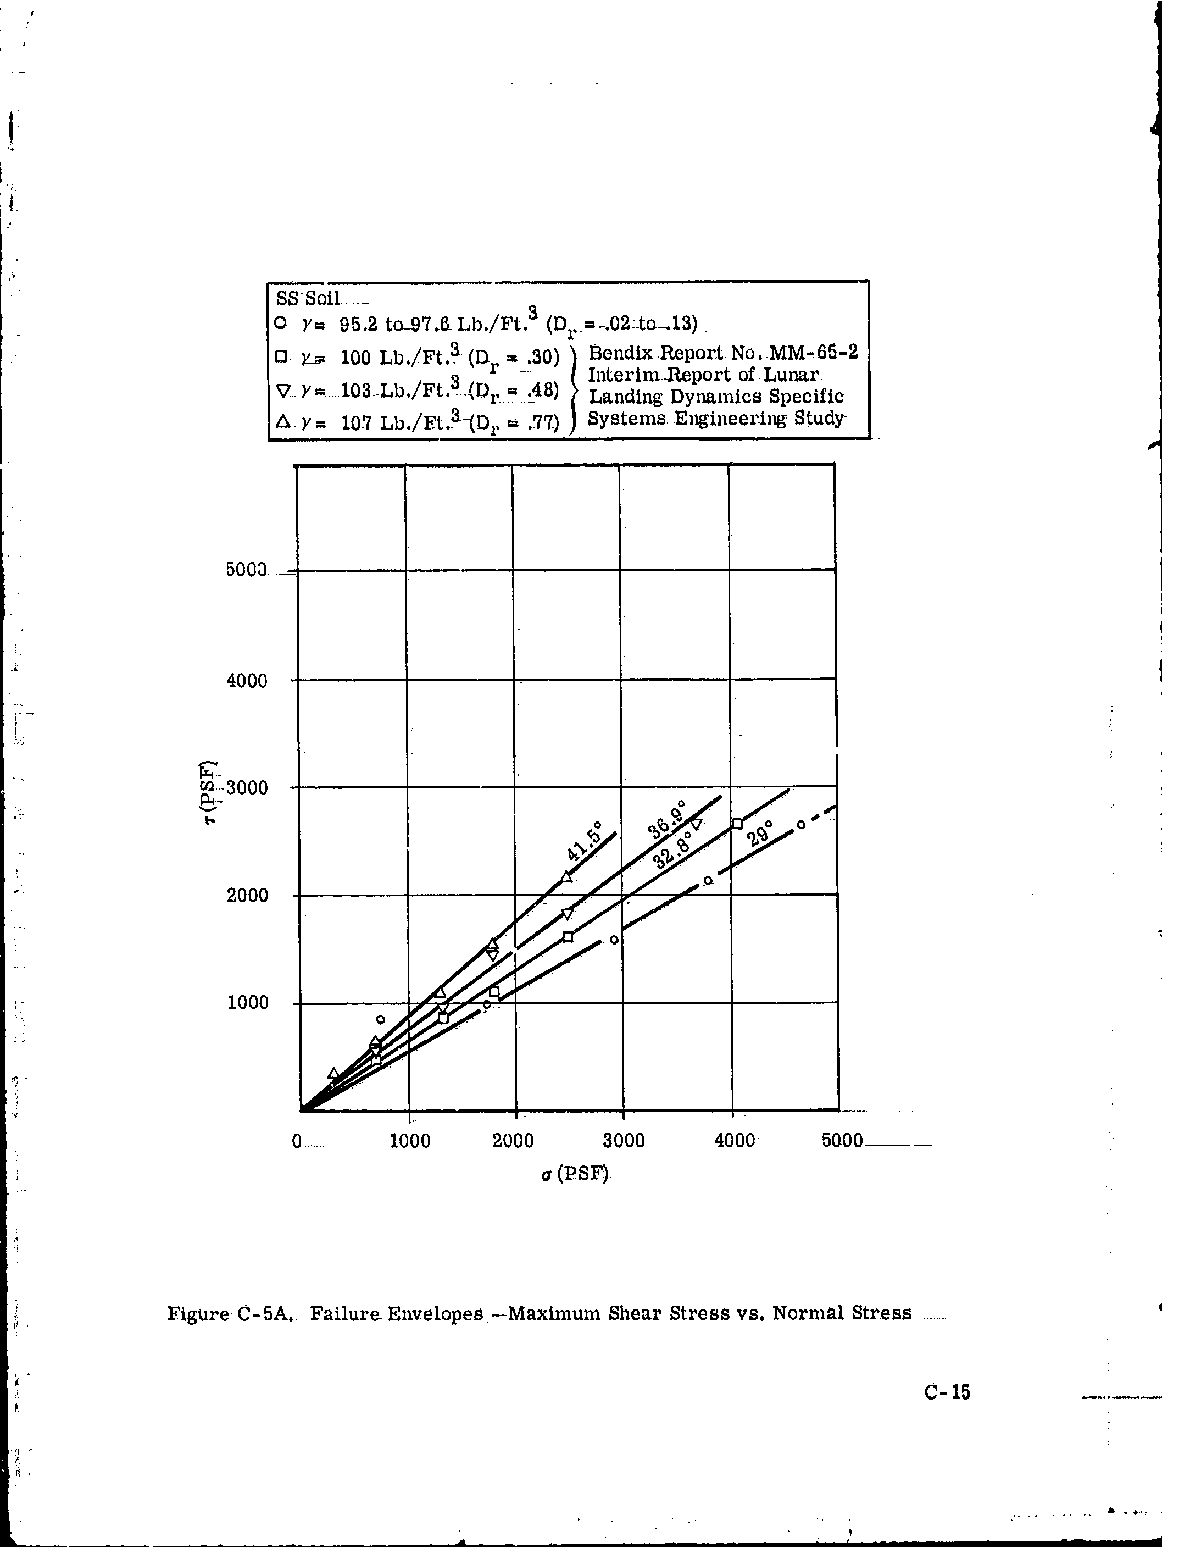 SS Soil
O γ = 95.2 to 97.6 Lb./Ft.³ (Dᵣ = .02 to .13)
□ γ = 100 Lb./Ft.³ (Dᵣ = .30)
▽ γ = 103 Lb./Ft.³ (Dᵣ = .48)
△ γ = 107 Lb./Ft.³ (Dᵣ = .77)
Bendix Report No. MM-65-2
Interim Report of Lunar
Landing Dynamics Specific
Systems Engineering Study
5000
4000
3000
2000
1000
τ (PSF)
41.5°
36.9°
32.8°
29°
0 1000 2000 3000 4000 5000
σ (PSF)
Figure C-5A. Failure Envelopes —Maximum Shear Stress vs. Normal Stress
C-15